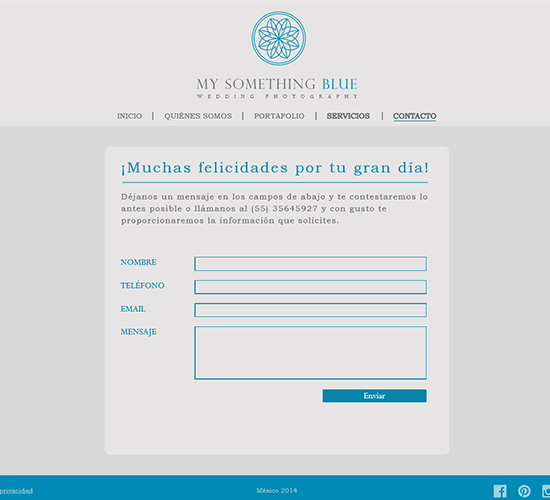 MY SOMETHING BLUE
WEDDING PHOTOGRAPHY
INICIO | QUIÉNES SOMOS | PORTAFOLIO | SERVICIOS | CONTACTO
¡Muchas felicidades por tu gran día!
Déjanos un mensaje en los campos de abajo y te contestaremos lo
antes posible o llâmanos al (55) 35645927 y con gusto te
proporcionaremos la información que solicites.
NOMBRE
TELÉFONO
EMAIL
MENSAJE
Enviar
privacidad
México 2014